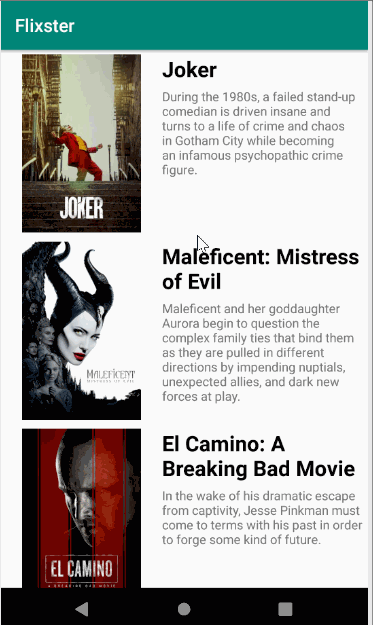 Flixster
Joker
During the 1980s, a failed stand-up
comedian is driven insane and
turns to a life of crime and chaos
in Gotham City while becoming
an infamous psychopathic crime
figure.
JOKER
Maleficent: Mistress
of Evil
Maleficent and her goddaughter
Aurora begin to question the
complex family ties that bind them
as they are pulled in different
directions by impending nuptials,
unexpected allies, and dark new
forces at play.
MALEFICENT
MISTRESS OF EVIL
El Camino: A
Breaking Bad Movie
In the wake of his dramatic escape
from captivity, Jesse Pinkman must
come to terms with his past in order
to forge some kind of future.
EL CAMINO
A BREAKING BAD MOVIE